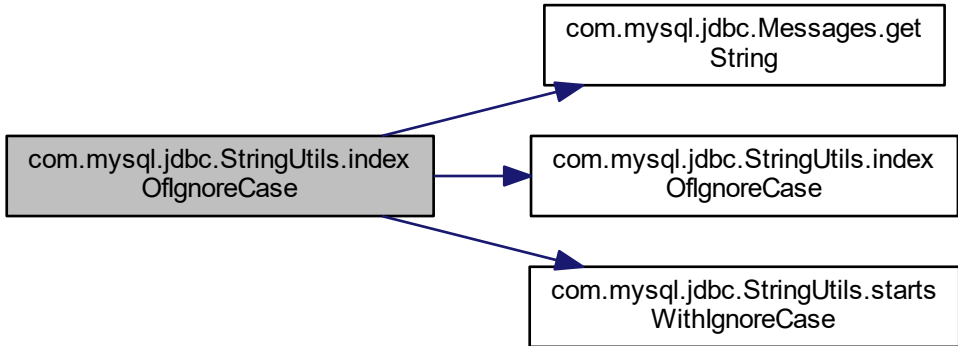 com.mysql.jdbc.Messages.get
String
com.mysql.jdbc.StringUtils.index
OfIgnoreCase
com.mysql.jdbc.StringUtils.index
OfIgnoreCase
com.mysql.jdbc.StringUtils.starts
WithIgnoreCase